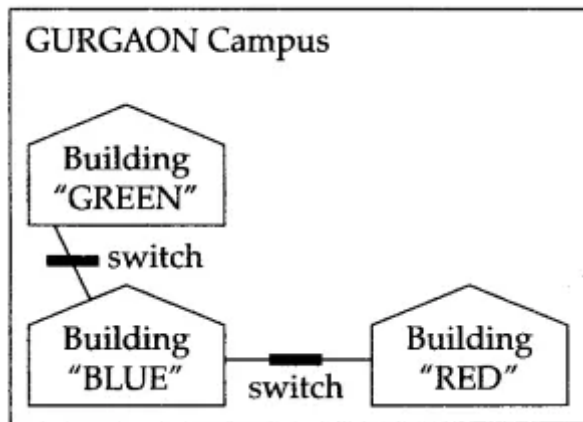 GURGAON Campus
Building
"GREEN"
switch
Building
"BLUE"
switch
Building
"RED"